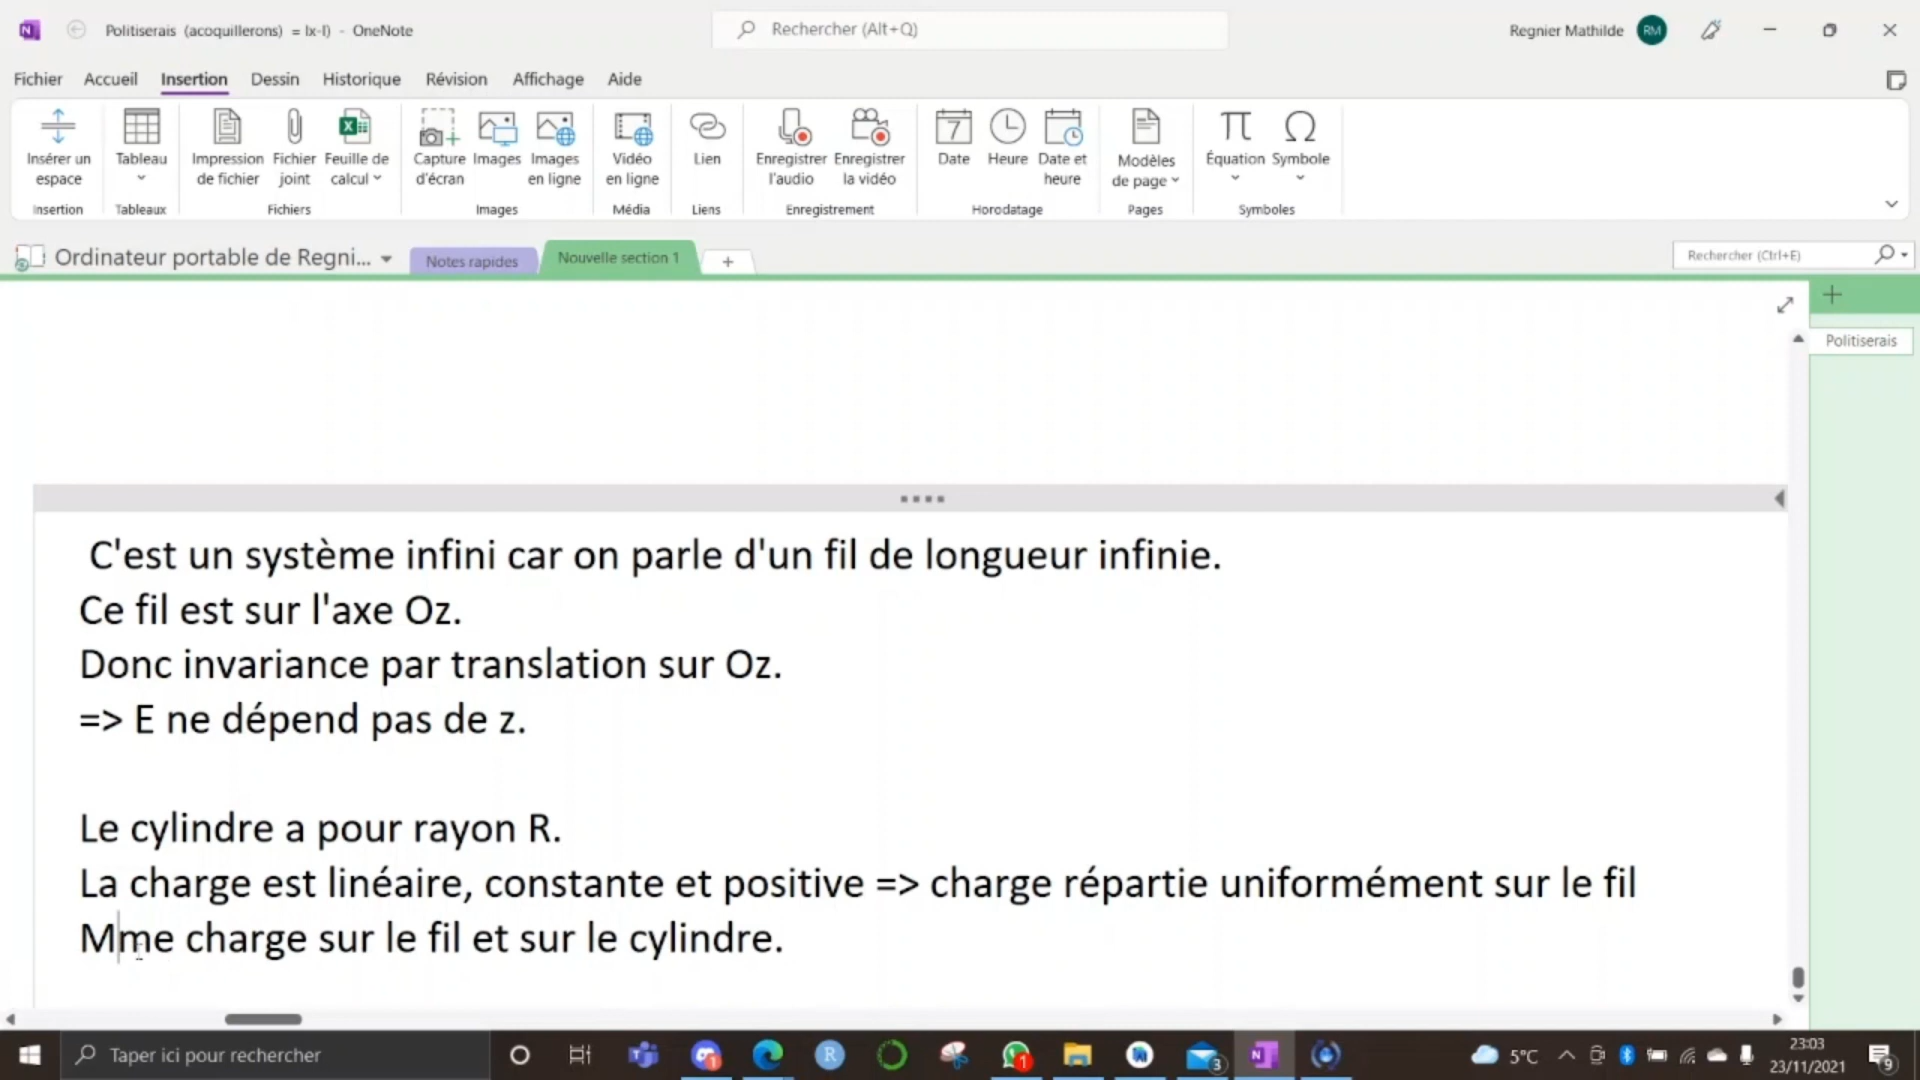 Politiserais (acoquillerons) = lx-l) - OneNote
Rechercher (Alt+Q)
Regnier Mathilde
RM
Fichier
Accueil
Insertion
Dessin
Historique
Révision
Affichage
Aide
Insérer un espace
Tableau
Impression de fichier
Fichier joint
Feuille de calcul
Capture d'écran
Images
Images en ligne
Vidéo en ligne
Lien
Enregistrer l'audio
Enregistrer la vidéo
Date
Heure
Date et heure
Modèles de page
Équation
Symbole
Insertion
Tableaux
Fichiers
Images
Média
Liens
Enregistrement
Horodatage
Pages
Symboles
Ordinateur portable de Regni...
Notes rapides
Nouvelle section 1
Rechercher (Ctrl+E)
Politiserais
C'est un système infini car on parle d'un fil de longueur infinie.
Ce fil est sur l'axe Oz.
Donc invariance par translation sur Oz.
=> E ne dépend pas de z.
Le cylindre a pour rayon R.
La charge est linéaire, constante et positive => charge répartie uniformément sur le fil
Mme charge sur le fil et sur le cylindre.
Taper ici pour rechercher
5°C
23:03
23/11/2021